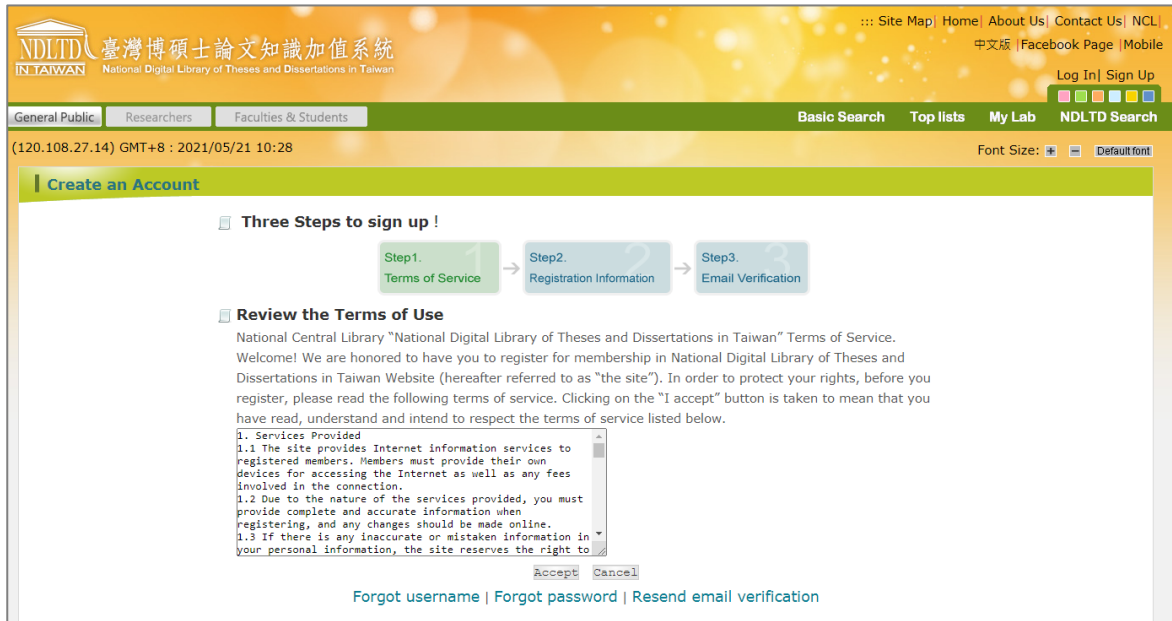 ::: Site Map| Home| About Us| Contact Us| NCL|
中文版 |Facebook Page |Mobile
Log In| Sign Up
NDLTD
IN TAIWAN
臺灣博碩士論文知識加值系統
National Digital Library of Theses and Dissertations in Taiwan
General Public Researchers Faculties & Students Basic Search Top lists My Lab NDLTD Search
(120.108.27.14) GMT+8 : 2021/05/21 10:28 Font Size: + – Default font
Create an Account
Three Steps to sign up !
Step1. 1
Terms of Service
Step2. 2
Registration Information
Step3. 3
Email Verification
Review the Terms of Use
National Central Library “National Digital Library of Theses and Dissertations in Taiwan” Terms of Service.
Welcome! We are honored to have you to register for membership in National Digital Library of Theses and
Dissertations in Taiwan Website (hereafter referred to as “the site”). In order to protect your rights, before you
register, please read the following terms of service. Clicking on the “I accept” button is taken to mean that you
have read, understand and intend to respect the terms of service listed below.
1. Services Provided
1.1 The site provides Internet information services to
registered members. Members must provide their own
devices for accessing the Internet as well as any fees
involved in the connection.
1.2 Due to the nature of the services provided, you must
provide complete and accurate information when
registering, and any changes should be made online.
1.3 If there is any inaccurate or mistaken information in
your personal information, the site reserves the right to
Accept Cancel
Forgot username | Forgot password | Resend email verification